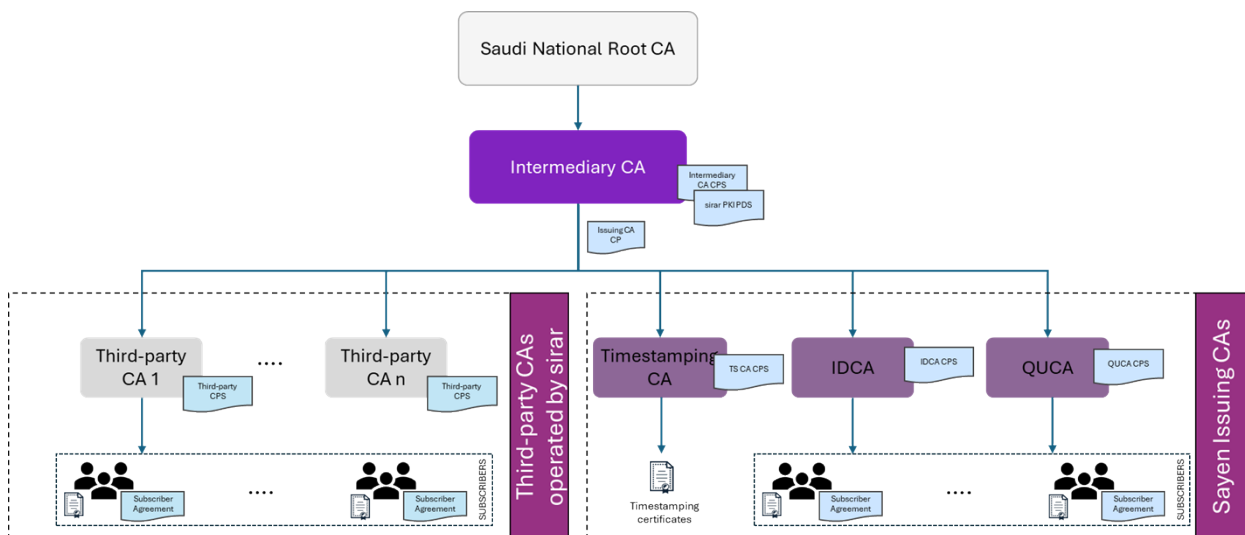 Saudi National Root CA
Intermediary CA
Intermediary
CA CPS
sirar PKI PDS
Issuing CA
CP
Third-party
CA 1
Third-party
CPS
....
Third-party
CA n
Third-party
CPS
Third-party CAs
operated by sirar
Timestamping
CA
TS CA CPS
IDCA
IDCA CPS
QUCA
QUCA CPS
Sayen Issuing CAs
Subscriber
Agreement
....
Subscriber
Agreement
SUBSCRIBERS
Timestamping
certificates
Subscriber
Agreement
....
Subscriber
Agreement
SUBSCRIBERS